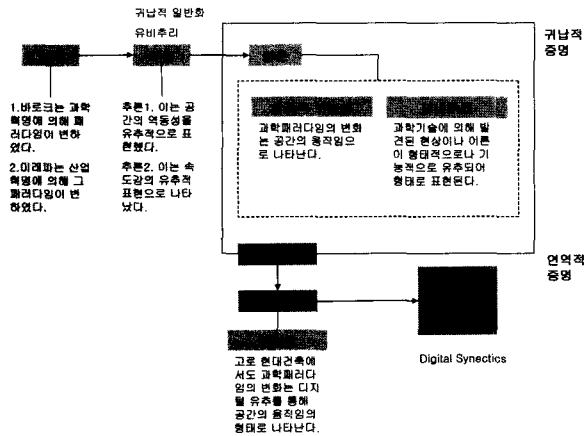 귀납적 일반화
유비추리
귀납적
증명
1.바로크는 과학
혁명에 의해 패
러다임이 변하
였다.
2.미래파는 산업
혁명에 의해 그
패러다임이 변
하였다.
추론1. 이는 공
간의 역동성을
유추적으로 표
현했다.
추론2. 이는 속
도감의 유추적
표현으로 나타
났다.
과학패러다임의 변화
는 공간의 움직임으
로 나타난다.
과학기술에 의해 발
견된 현상이나 이론
이 형태적으로나 기
능적으로 유추되어
형태로 표현된다.
연역적
증명
Digital Synectics
고로 현대건축에
서도 과학패러다
임의 변화는 디지
털 유추를 통해
공간의 움직임의
형태로 나타난다.